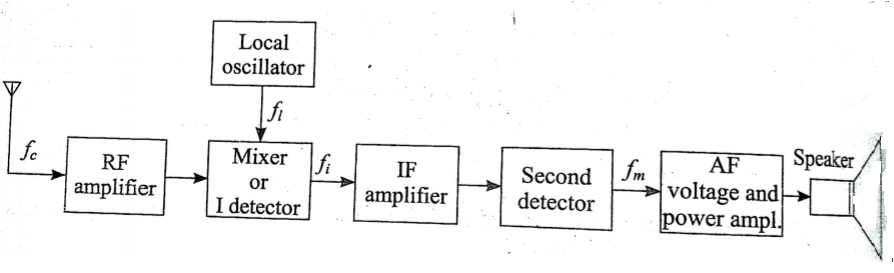 Local
oscillator
f_l
f_c
RF
amplifier
Mixer
or
I detector
f_i
IF
amplifier
Second
detector
f_m
AF
voltage and
power ampl.
Speaker